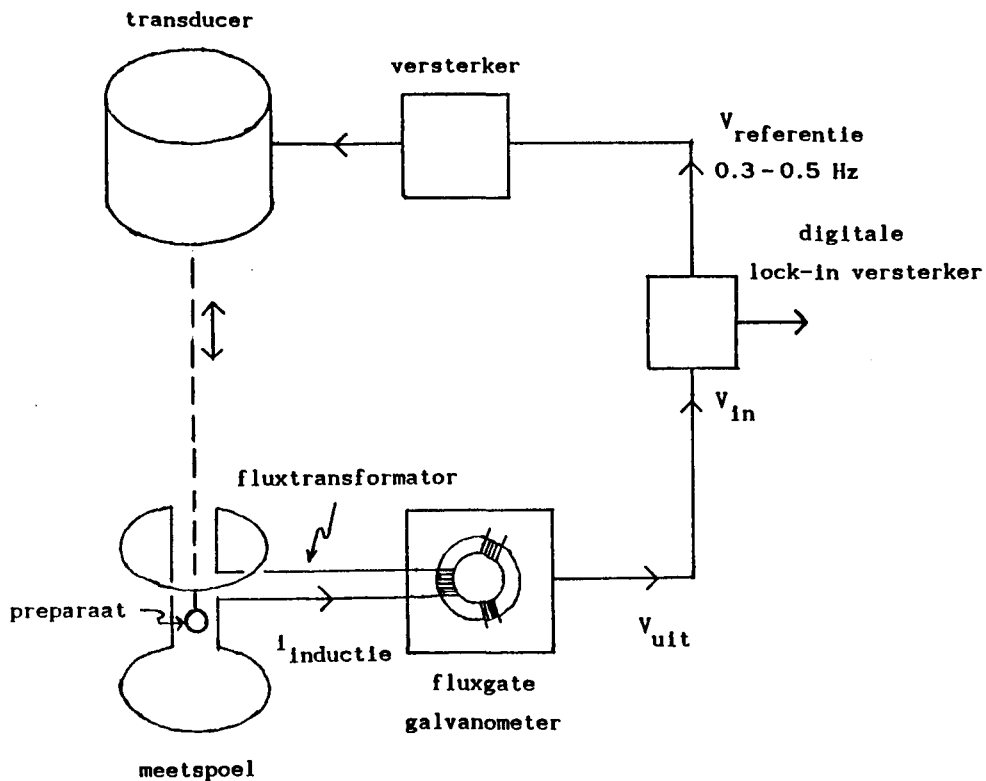 transducer
versterker
V referentie
0.3-0.5 Hz
digitale
lock-in versterker
V in
fluxtransformator
preparaat
i inductie
V uit
fluxgate
galvanometer
meetspoel